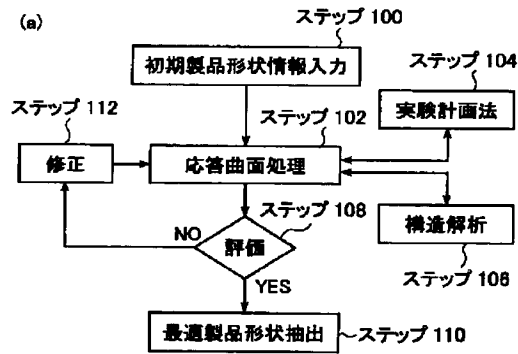 (a)
ステップ 100
初期製品形状情報入力
ステップ 104
実験計画法
ステップ 112
ステップ 102
修正
応答曲面処理
ステップ 108
NO
評価
構造解析
ステップ 106
YES
最適製品形状抽出
ステップ 110